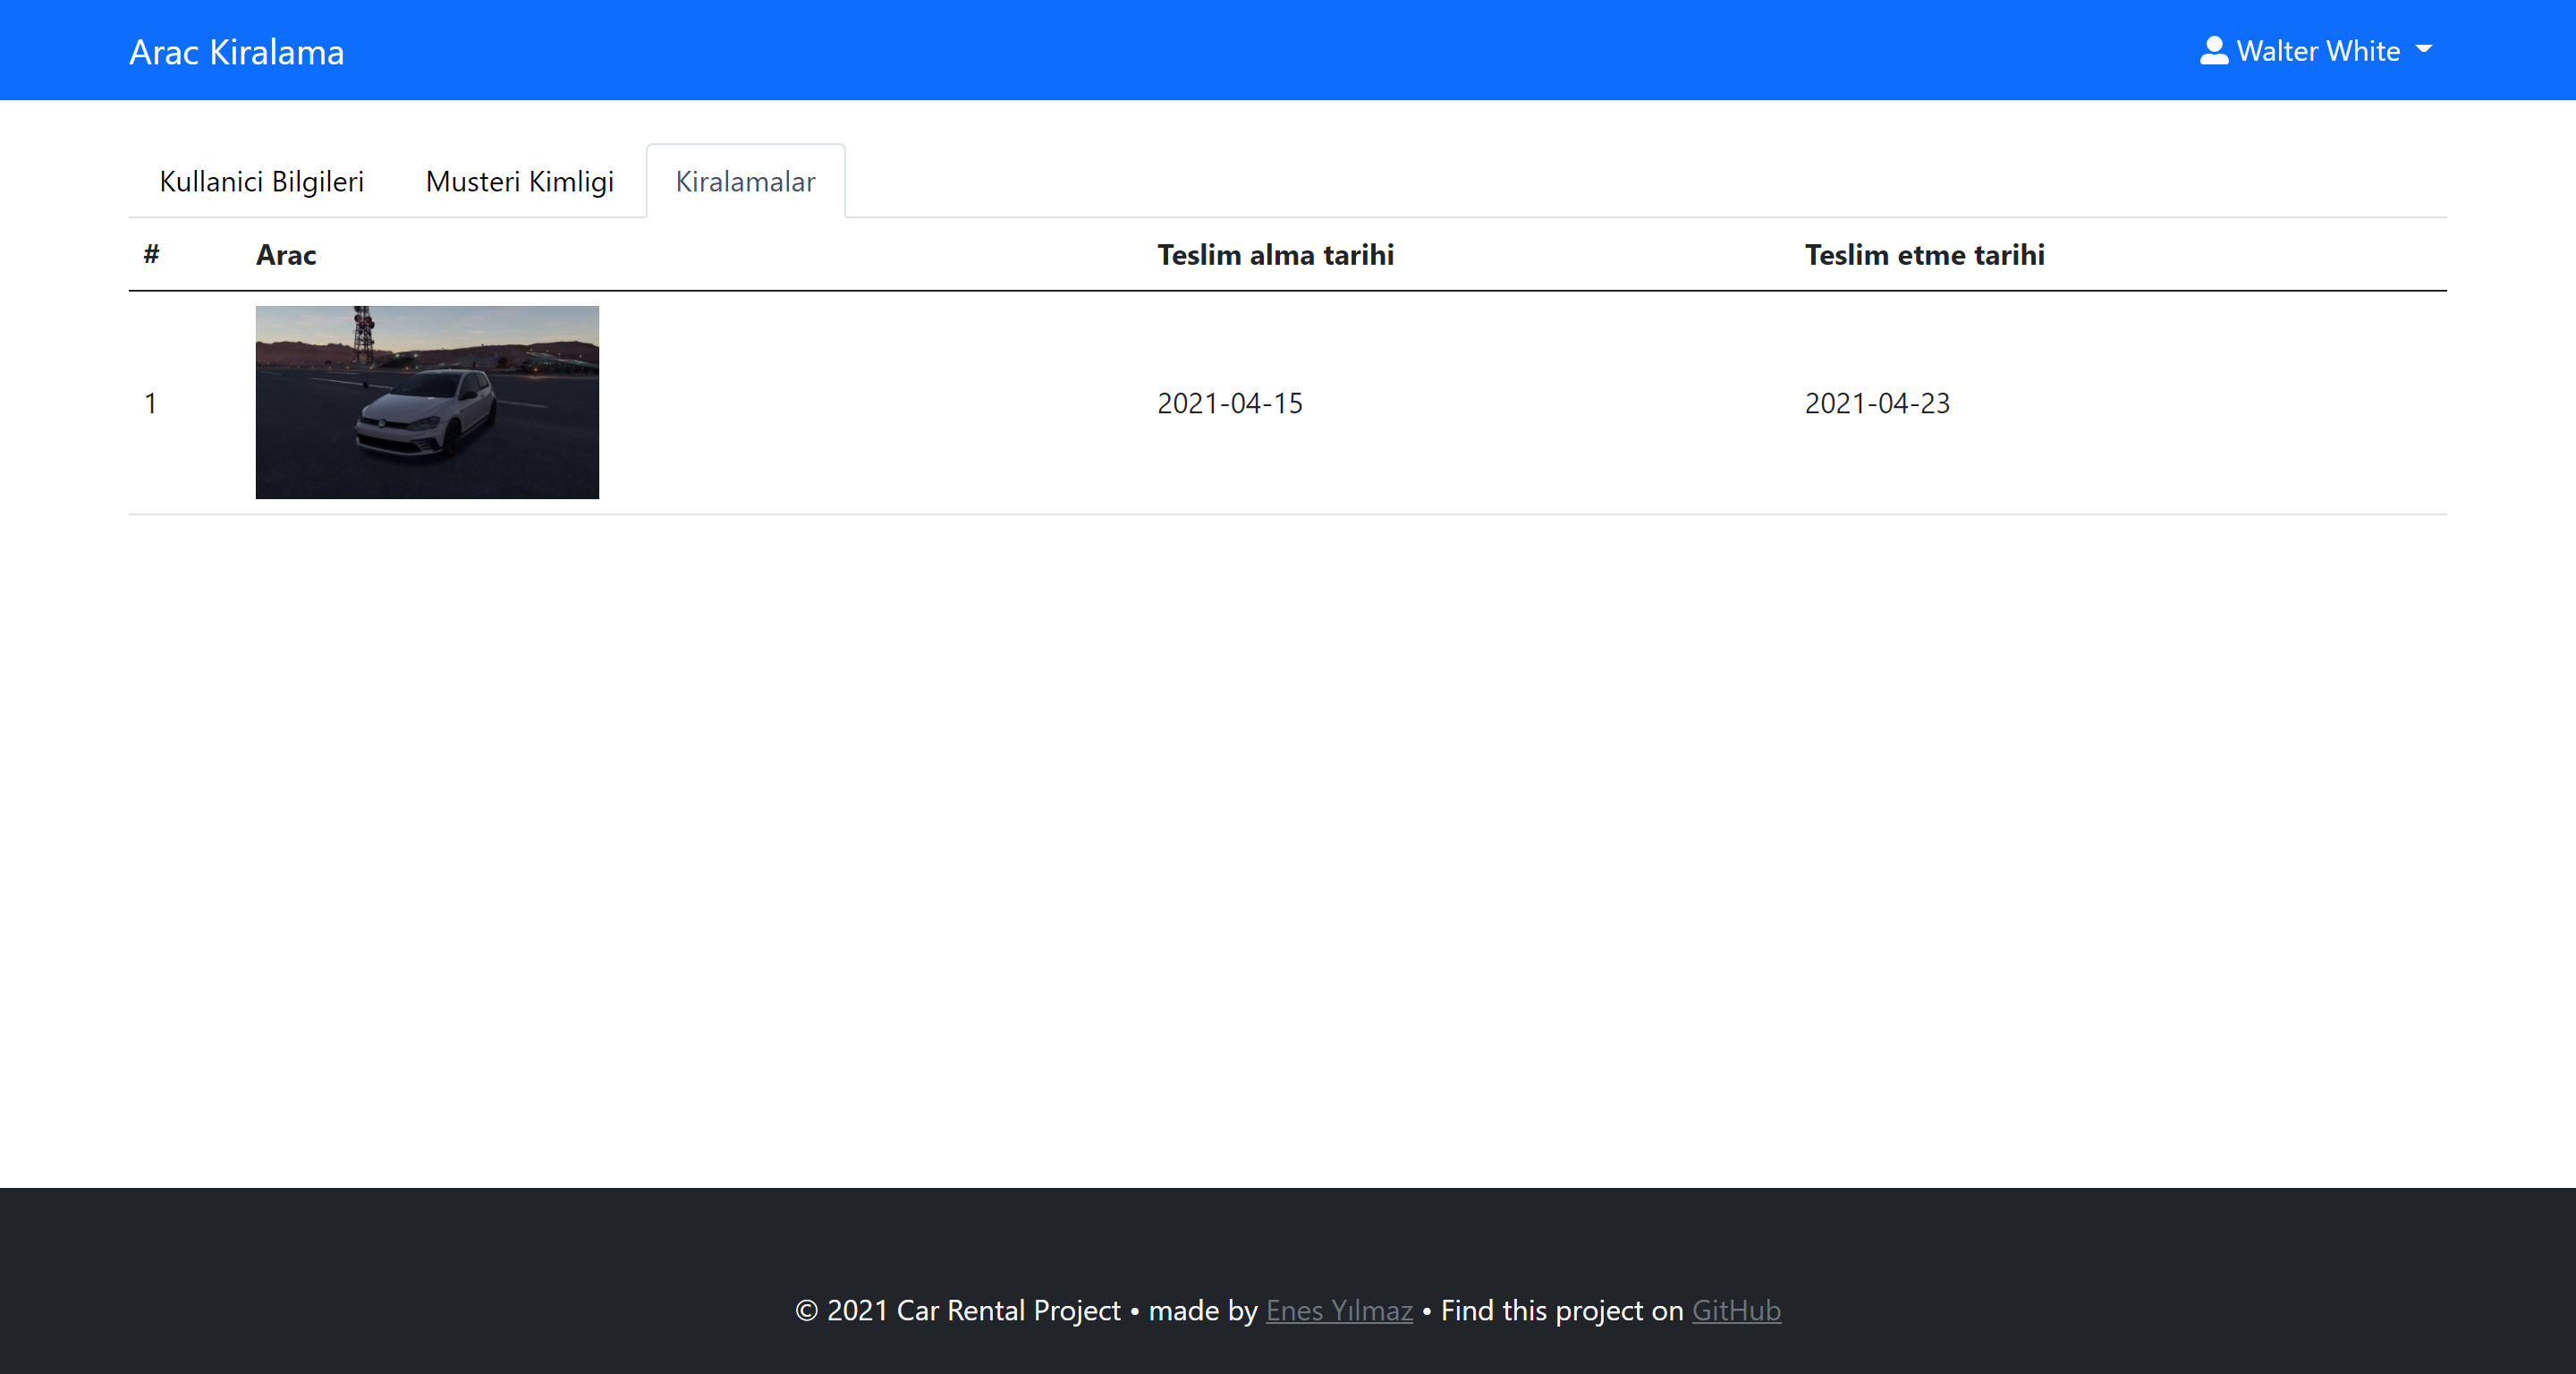 Arac Kiralama
Walter White
Kullanici Bilgileri Musteri Kimligi Kiralamalar
# Arac Teslim alma tarihi Teslim etme tarihi
1 2021-04-15 2021-04-23
© 2021 Car Rental Project • made by Enes Yılmaz • Find this project on GitHub